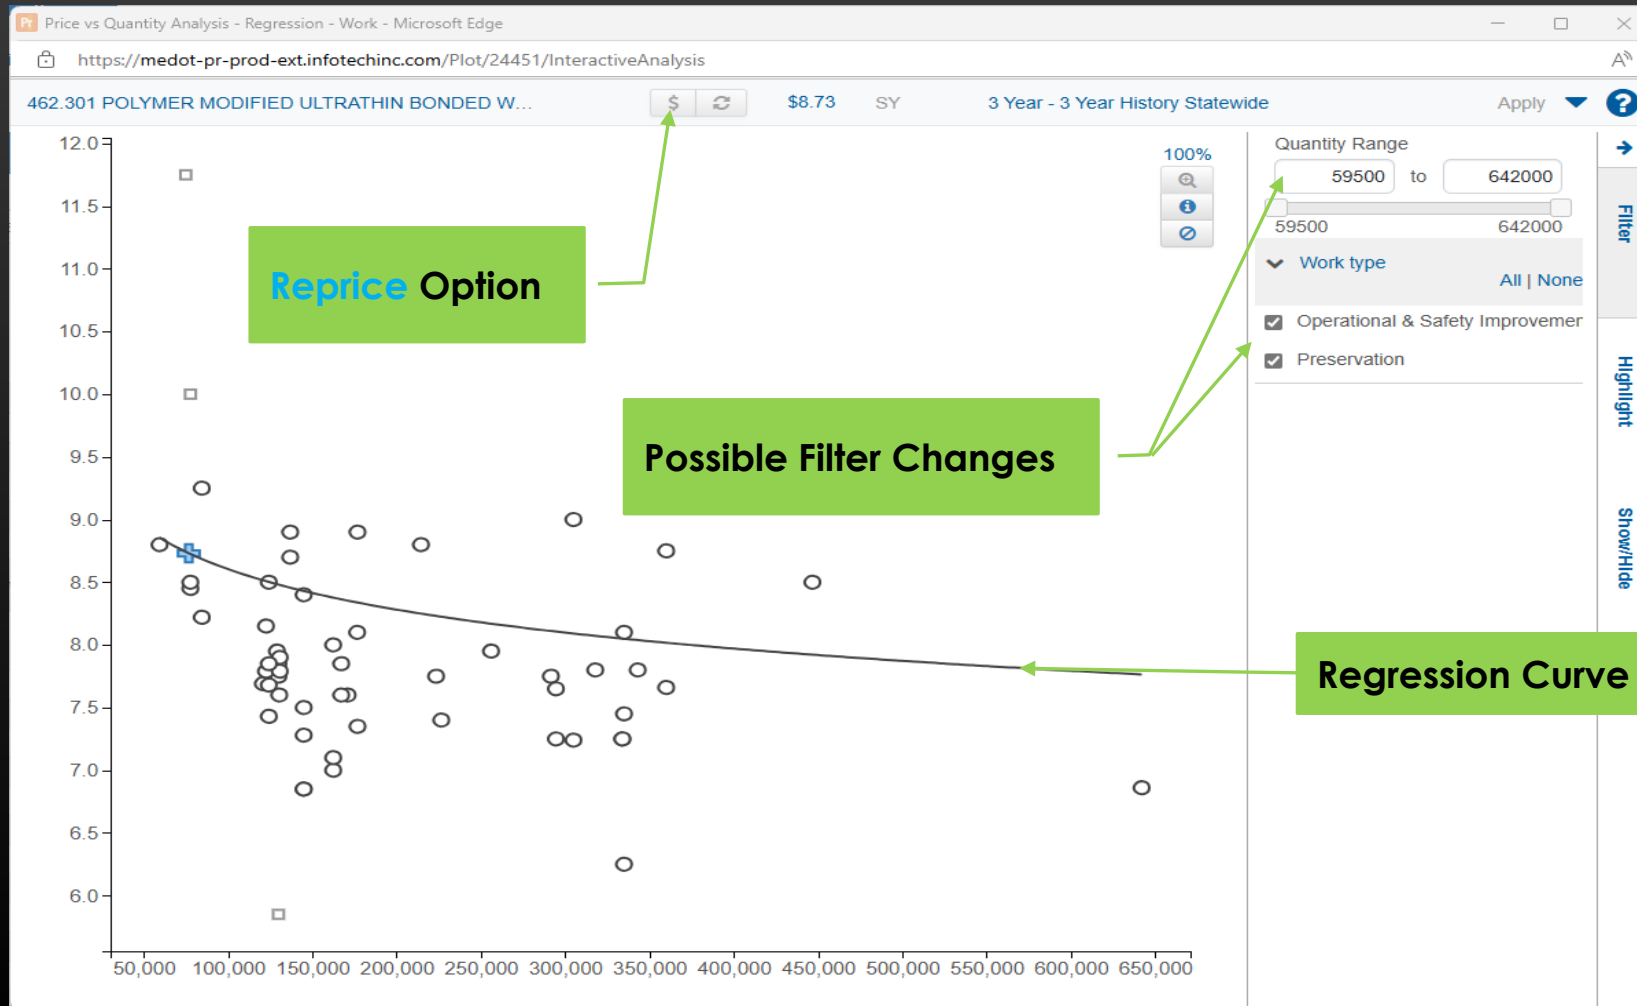 Pr Price vs Quantity Analysis - Regression - Work - Microsoft Edge
https://medot-pr-prod-ext.infotechinc.com/Plot/24451/InteractiveAnalysis
462.301 POLYMER MODIFIED ULTRATHIN BONDED W... $ $8.73 SY 3 Year - 3 Year History Statewide Apply ?
12.0
11.5
11.0
10.5
10.0
9.5
9.0
8.5
8.0
7.5
7.0
6.5
6.0
50,000 100,000 150,000 200,000 250,000 300,000 350,000 400,000 450,000 500,000 550,000 600,000 650,000
100%
Reprice Option
Possible Filter Changes
Regression Curve
Quantity Range
59500 to 642000
59500 642000
Work type
All | None
Operational & Safety Improvemen
Preservation
Filter
Highlight
Show/Hide